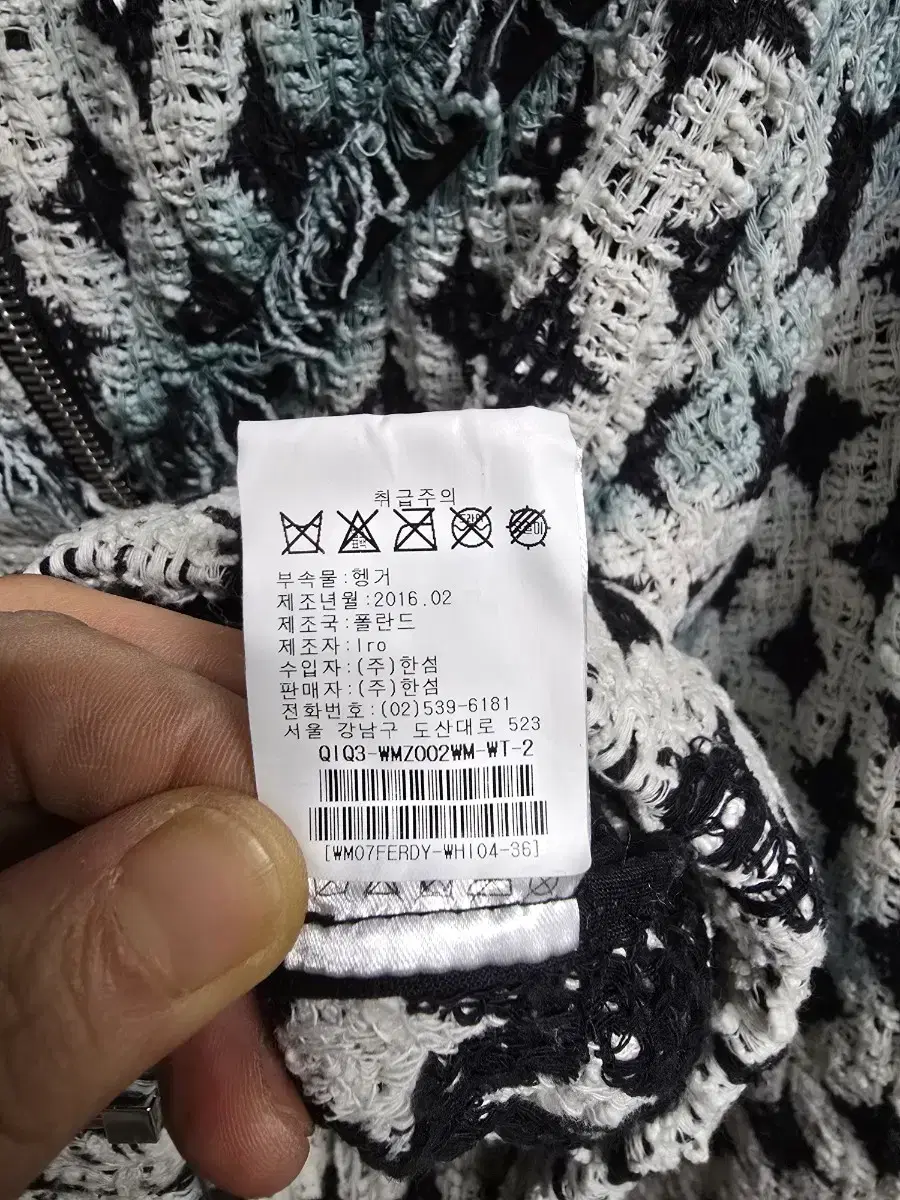 취급주의
부속물:헹거
제조년월:2016.02
제조국:폴란드
제조자:Iro
수입자:(주)한섬
판매자:(주)한섬
전화번호:(02)539-6181
서울 강남구 도산대로 523
QIQ3-WMZ002WM-WT-2
[WM07FERDY-WHI04-36]